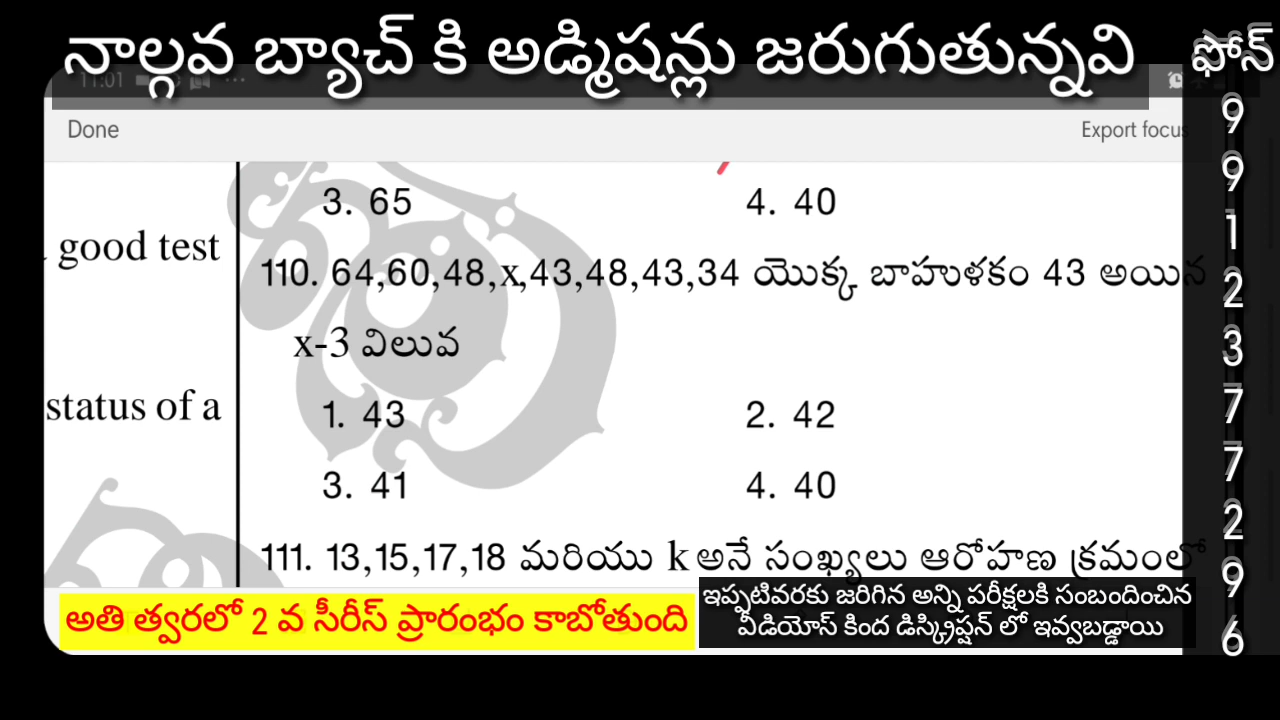 నాల్గవ బ్యాచ్ కి అడ్మిషన్లు జరుగుతున్నవి
ఫోన్
9
9
1
2
3
7
7
2
9
6
11:01
Done
Export focus
good test
status of a
3. 65
4. 40
110. 64,60,48,x,43,48,43,34 యొక్క బాహుళకం 43 అయిన
x-3 విలువ
1. 43
2. 42
3. 41
4. 40
111. 13,15,17,18 మరియు k అనే సంఖ్యలు ఆరోహణ క్రమంలో
అతి త్వరలో 2 వ సీరీస్ ప్రారంభం కాబోతుంది
ఇప్పటివరకు జరిగిన అన్ని పరీక్షలకి సంబందించిన
వీడియోస్ కింద డిస్క్రిప్షన్ లో ఇవ్వబడ్డాయి